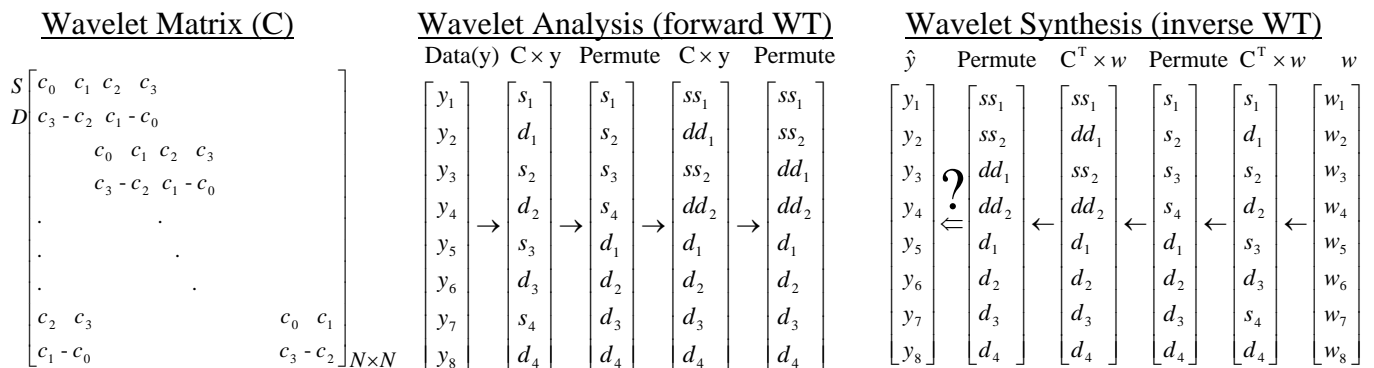 Wavelet Matrix (C)
S c₀ c₁ c₂ c₃
D c₃ - c₂ c₁ - c₀
c₀ c₁ c₂ c₃
c₃ - c₂ c₁ - c₀
. .
. .
. .
c₂ c₃ c₀ c₁
c₁ - c₀ c₃ - c₂
N×N
Wavelet Analysis (forward WT)
Data(y) C × y Permute C × y Permute
y₁ s₁ s₁ ss₁ ss₁
y₂ d₁ s₂ dd₁ ss₂
y₃ s₂ s₃ ss₂ dd₁
y₄ d₂ s₄ dd₂ dd₂
→ → → →
y₅ s₃ d₁ d₁ d₁
y₆ d₃ d₂ d₂ d₂
y₇ s₄ d₃ d₃ d₃
y₈ d₄ d₄ d₄ d₄
Wavelet Synthesis (inverse WT)
ŷ Permute Cᵀ × w Permute Cᵀ × w w
y₁ ss₁ ss₁ s₁ s₁ w₁
y₂ ss₂ dd₁ s₂ d₁ w₂
y₃ ? dd₁ ss₂ s₃ s₂ w₃
y₄ dd₂ dd₂ s₄ d₂ w₄
⇐ ← ← ← ←
y₅ d₁ d₁ d₁ s₃ w₅
y₆ d₂ d₂ d₂ d₃ w₆
y₇ d₃ d₃ d₃ s₄ w₇
y₈ d₄ d₄ d₄ d₄ w₈